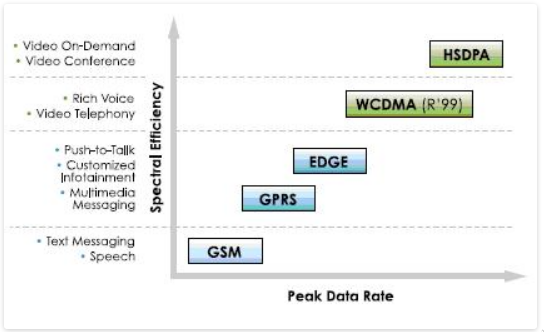 • Video On-Demand
• Video Conference
HSDPA
• Rich Voice
• Video Telephony
WCDMA (R'99)
Spectral Efficiency
• Push-to-Talk
• Customized
Infotainment
• Multimedia
Messaging
EDGE
GPRS
• Text Messaging
• Speech
GSM
Peak Data Rate